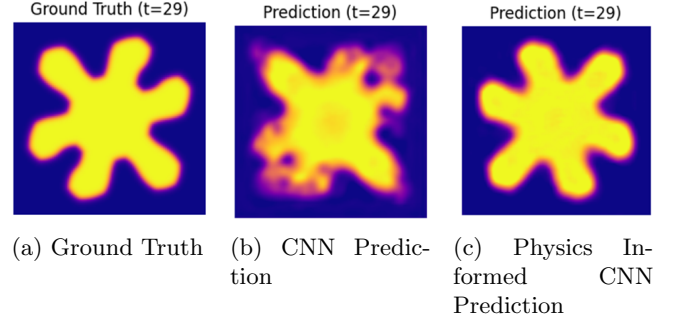 Ground Truth (t=29)
Prediction (t=29)
Prediction (t=29)
(a) Ground Truth
(b) CNN Predic-
tion
(c) Physics In-
formed CNN
Prediction